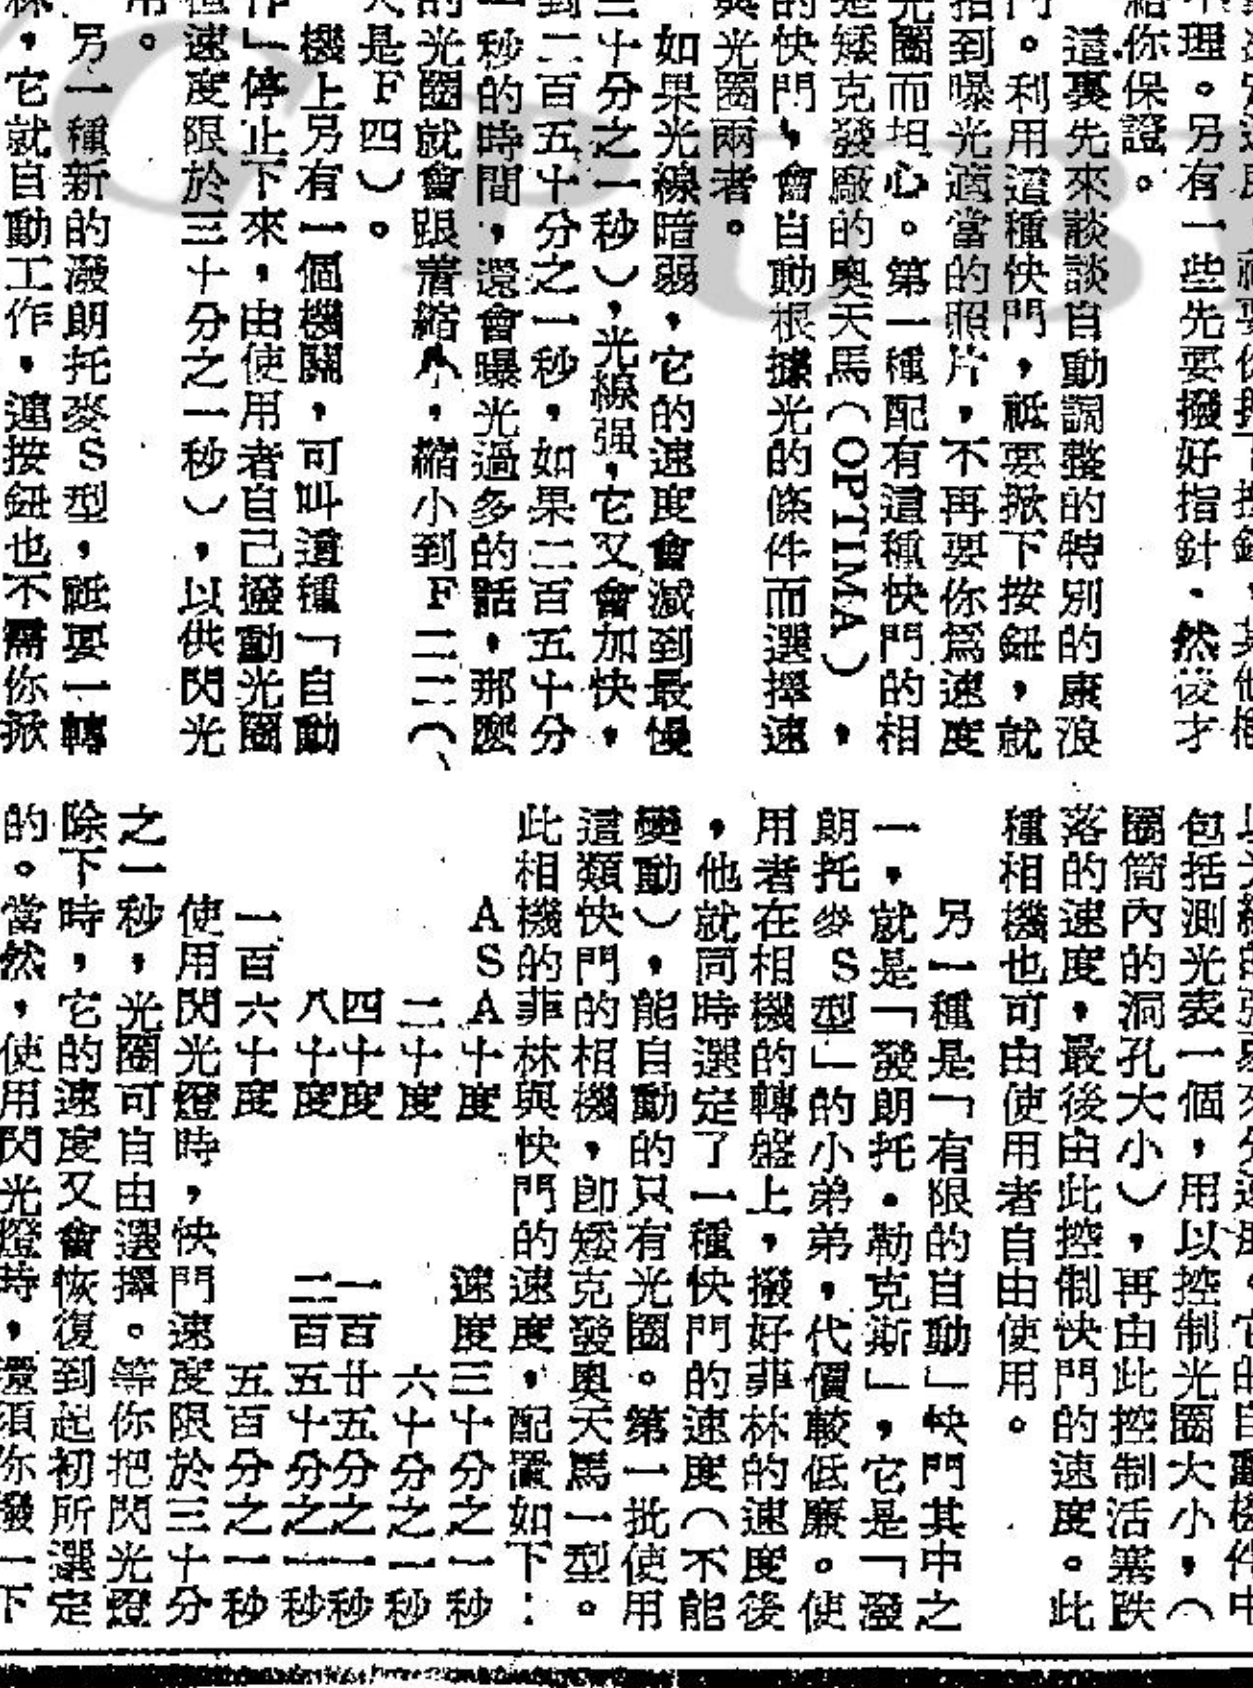 給你保證。
這裏先來談談自動調整的特別的康浪
門。利用這種快門，祗要撳下按鈕，就
指到曝光適當的照片，不再要你爲速度
光圈而坦心。第一種配有這種快門的相
是矮克發廠的奧天馬（OPTIMA），
的快門，會自動根據光的條件而選擇速
與光圈兩者。
如果光線暗弱，它的速度會減到最慢
三十分之一秒），光線强，它又會加快，
到二百五十分之一秒，如果二百五十分
一秒的時間，還會曝光過多的話，那麼
的光圈就會跟着縮小，縮小到F二二（
是F四）。
機上另有一個機關，可叫這種「自動
作」停止下來，由使用者自己撥動光圈
速度限於三十分之一秒），以供閃光
用。
另一種新的潑朗托麥S型，祗要一轉
，它就自動工作，連按鈕也不需你撳
包括測光表一個，用以控制光圈大小，（
圈筒內的洞孔大小），再由此控制活塞跌
落的速度，最後由此控制快門的速度。此
種相機也可由使用者自由使用。
另一種是「有限的自動」快門其中之
一，就是「潑朗托·勒克斯」，它是「潑
朗托麥S型」的小弟弟，代價較低廉。使
用者在相機的轉盤上，撥好菲林的速度後
，他就同時選定了一種快門的速度（不能
變動），能自動的只有光圈。第一批使用
這類快門的相機，卽矮克發奧天馬一型。
此相機的菲林與快門的速度，配置如下：
ASA十度 速度三十分之一秒
二十度 六十分之一秒
四十度 一百廿五分之一秒
八十度 二百五十分之一秒
一百六十度 五百分之一秒
使用閃光燈時，快門速度限於三十分
之一秒，光圈可自由選擇。等你把閃光燈
除下時，它的速度又會恢復到起初所選定
的。當然，使用閃光燈時，還須你撥一下